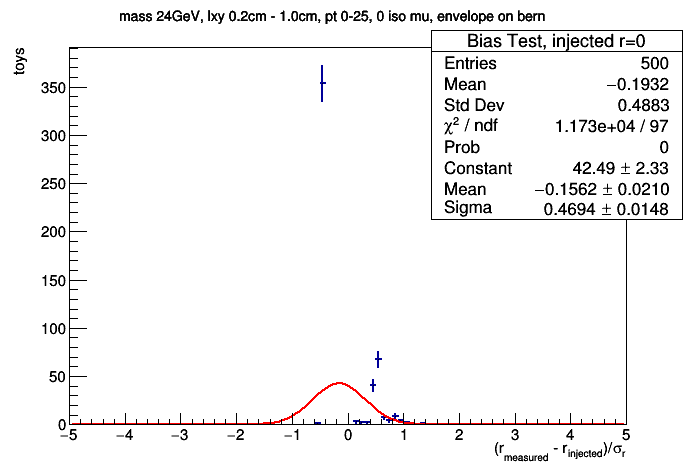 mass 24GeV, lxy 0.2cm - 1.0cm, pt 0-25, 0 iso mu, envelope on bern
Bias Test, injected r=0
Entries 500
Mean −0.1932
Std Dev 0.4883
χ² / ndf 1.173e+04 / 97
Prob 0
Constant 42.49 ± 2.33
Mean −0.1562 ± 0.0210
Sigma 0.4694 ± 0.0148
toys
350
300
250
200
150
100
50
0
−5 −4 −3 −2 −1 0 1 2 3 4 5
(r_measured - r_injected)/σ_r